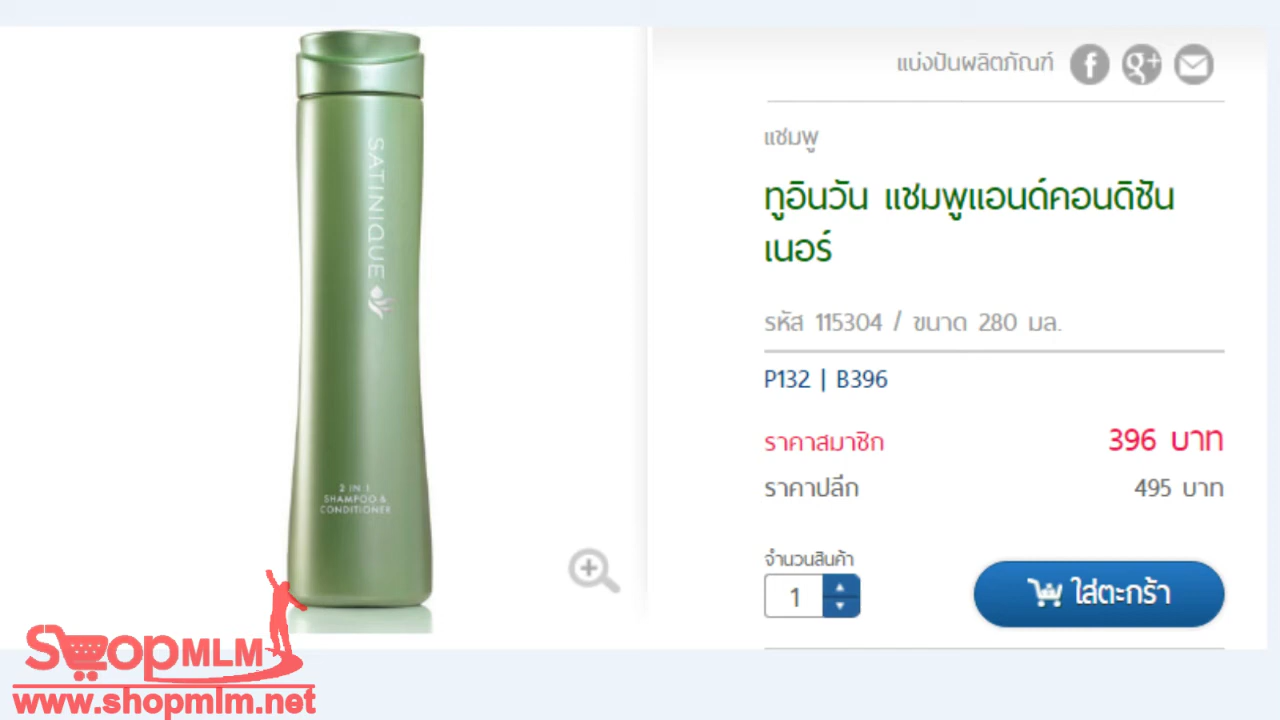 แบ่งปันผลิตภัณฑ์
f
g+
แชมพู
ทูอินวัน แชมพูแอนด์คอนดิชัน
เนอร์
รหัส 115304 / ขนาด 280 มล.
P132 | B396
ราคาสมาชิก 396 บาท
ราคาปลีก 495 บาท
จำนวนสินค้า
1
ใส่ตะกร้า
SATINIQUE
2 IN 1
SHAMPOO &
CONDITIONER
SHOPMLM
www.shopmlm.net